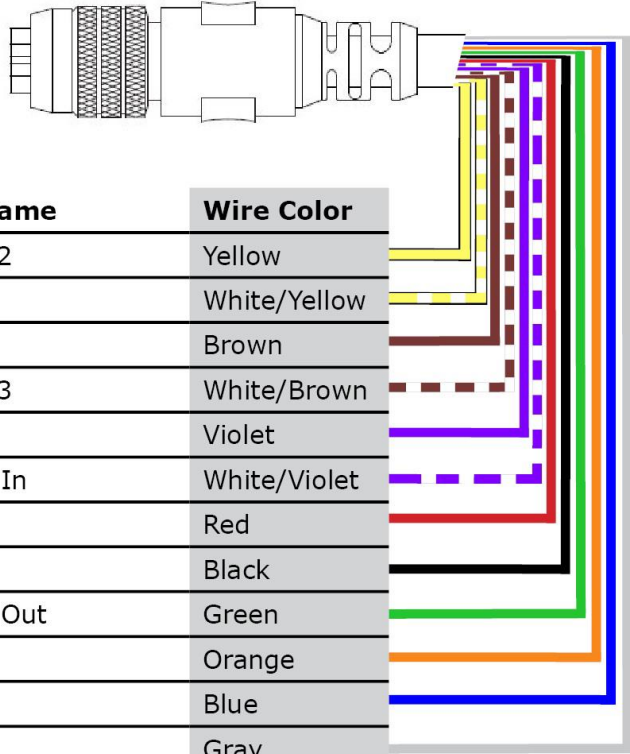 ame Wire Color
2 Yellow
White/Yellow
Brown
3 White/Brown
Violet
In White/Violet
Red
Black
Out Green
Orange
Blue
Gray